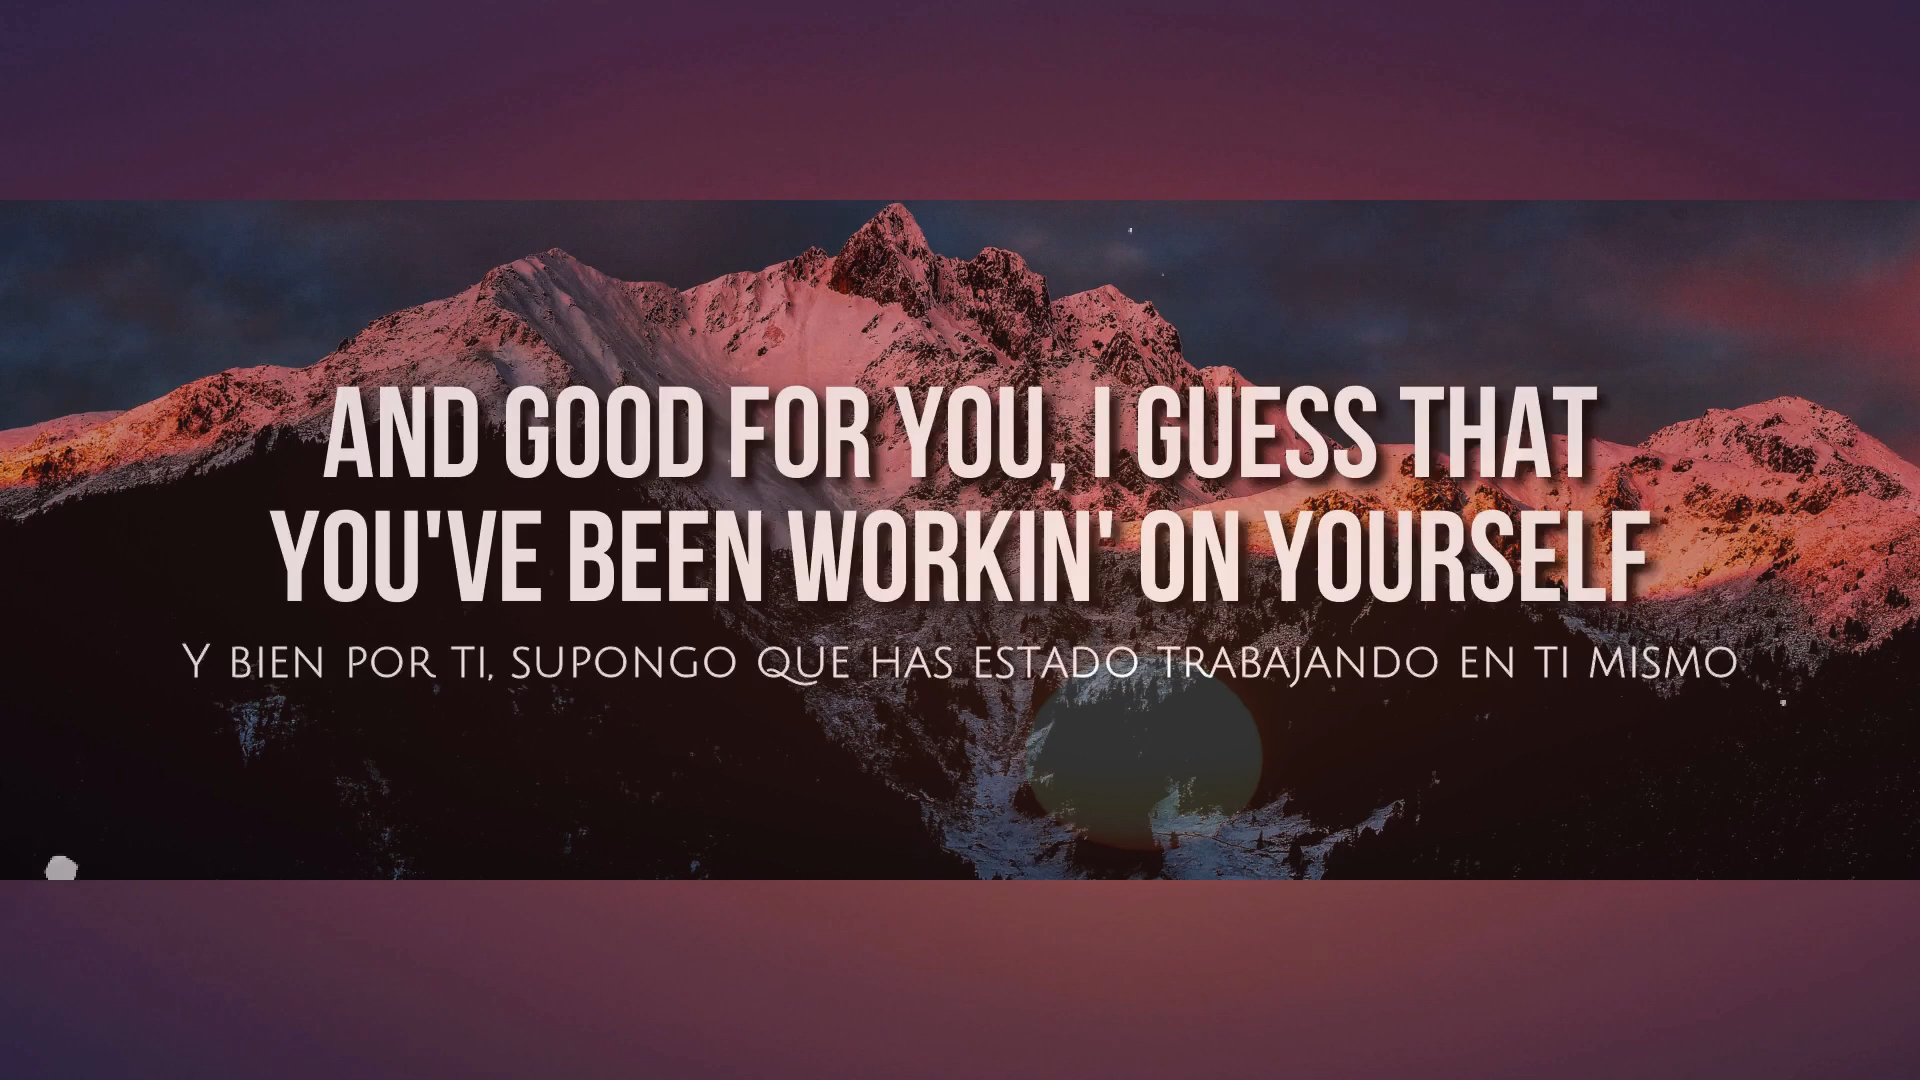 AND GOOD FOR YOU, I GUESS THAT
YOU'VE BEEN WORKIN' ON YOURSELF
Y BIEN POR TI, SUPONGO QUE HAS ESTADO TRABAJANDO EN TI MISMO